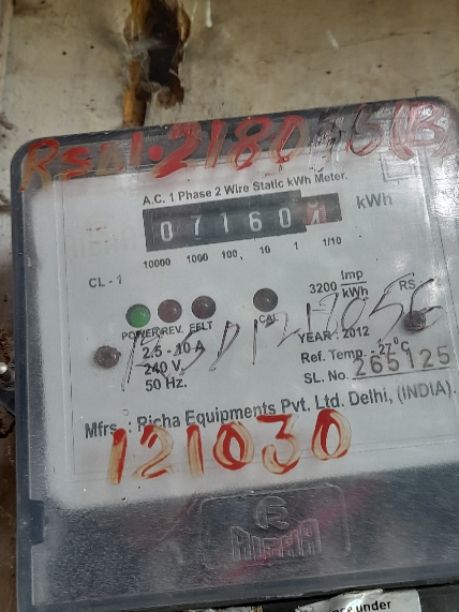 A.C. 1 Phase 2 Wire Static kWh Meter.
07160 kWh
10000 1000 100, 10 1 1/10
CL - 1
3200 Imp/kWh
POWER REV. EFLT CAL RS
2.5 - 10 A
240 V
50 Hz.
YEAR : 2012
Ref. Temp. - 27°C
SL. No. 265125
Mfrs. : Richa Equipments Pvt. Ltd. Delhi, (INDIA).
121030
RICHA
under